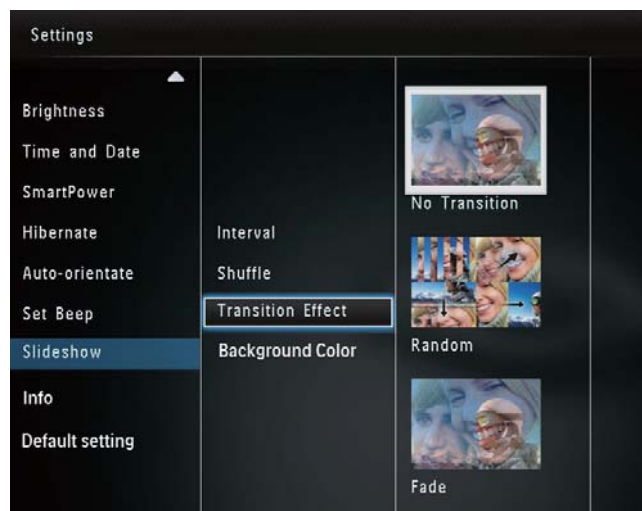 Settings
Brightness
Time and Date
SmartPower
Hibernate
Auto-orientate
Set Beep
Slideshow
Info
Default setting
Interval
Shuffle
Transition Effect
Background Color
No Transition
Random
Fade